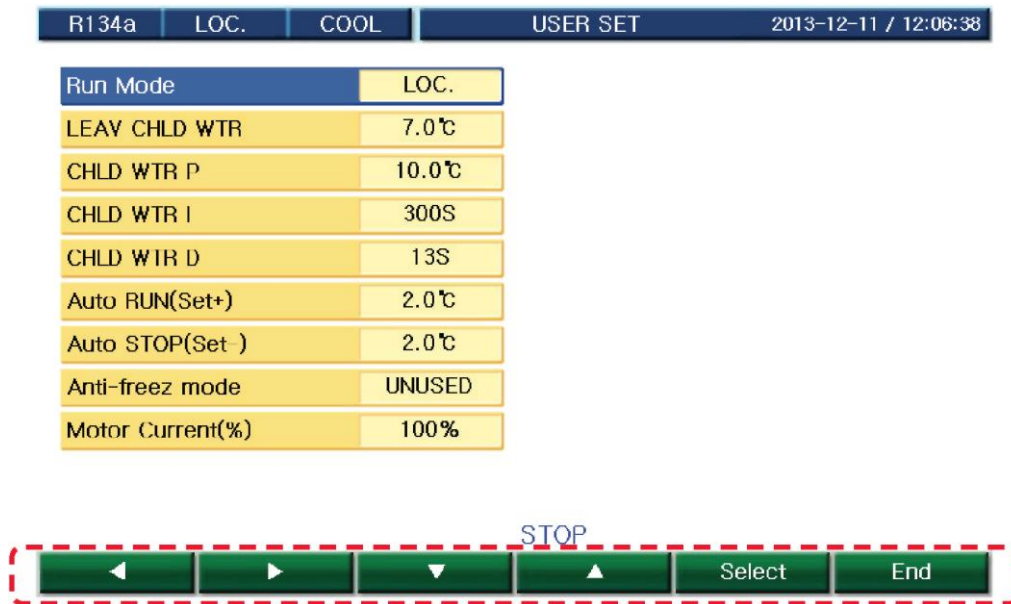 R134a LOC. COOL USER SET 2013-12-11 / 12:06:38
Run Mode LOC.
LEAV CHLD WTR 7.0℃
CHLD WTR P 10.0℃
CHLD WTR I 300S
CHLD WTR D 13S
Auto RUN(Set+) 2.0℃
Auto STOP(Set-) 2.0℃
Anti-freez mode UNUSED
Motor Current(%) 100%
STOP
◀ ▶ ▼ ▲ Select End